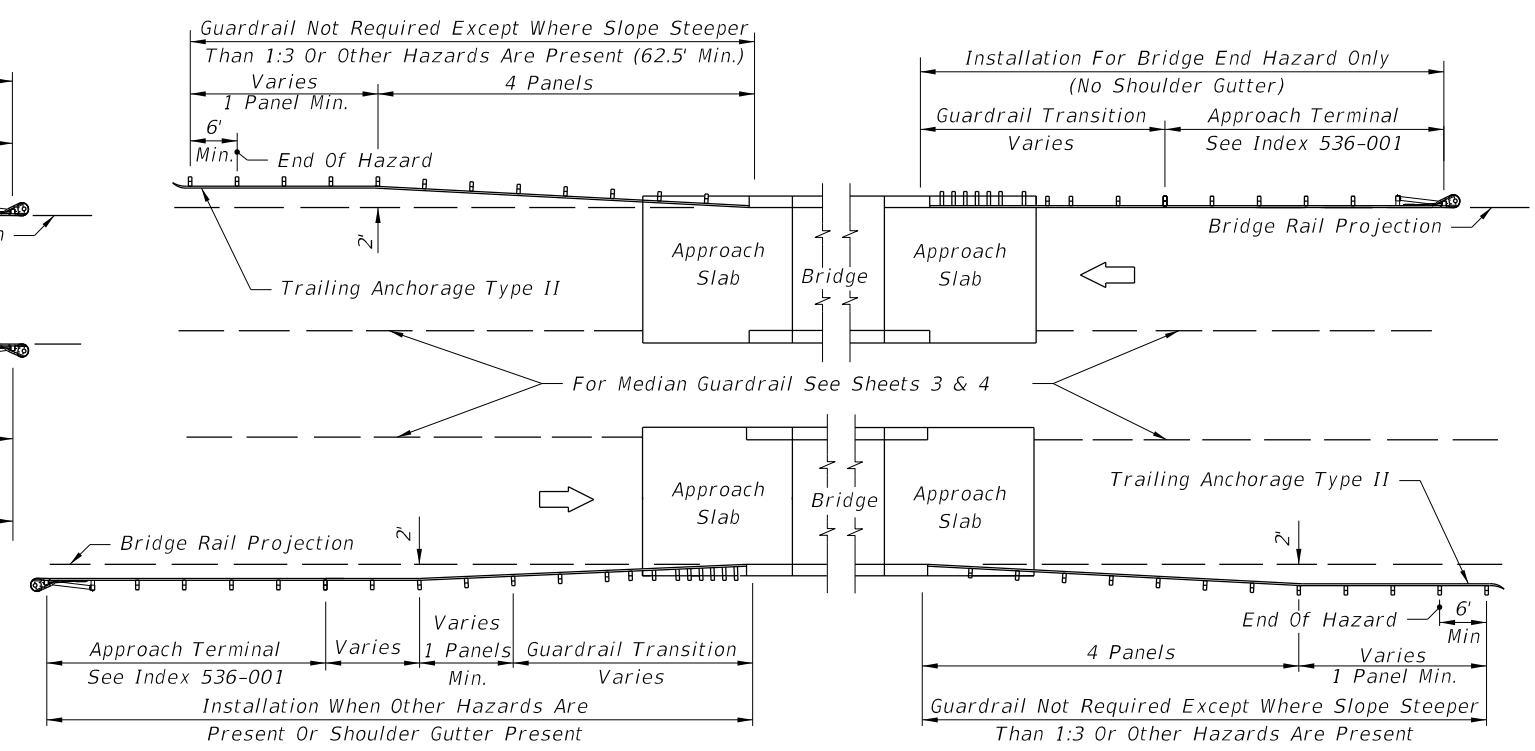 Guardrail Not Required Except Where Slope Steeper
Than 1:3 Or Other Hazards Are Present (62.5' Min.)
Varies
1 Panel Min.
4 Panels
6'
Min.
End Of Hazard
2'
Trailing Anchorage Type II
Installation For Bridge End Hazard Only
(No Shoulder Gutter)
Guardrail Transition
Varies
Approach Terminal
See Index 536-001
Bridge Rail Projection
Approach
Slab
Bridge
Approach
Slab
For Median Guardrail See Sheets 3 & 4
Approach
Slab
Bridge
Approach
Slab
Trailing Anchorage Type II
Bridge Rail Projection
2'
2'
End Of Hazard
6'
Min
Approach Terminal
See Index 536-001
Varies
Varies
1 Panels
Min.
Guardrail Transition
Varies
Installation When Other Hazards Are
Present Or Shoulder Gutter Present
4 Panels
Varies
1 Panel Min.
Guardrail Not Required Except Where Slope Steeper
Than 1:3 Or Other Hazards Are Present